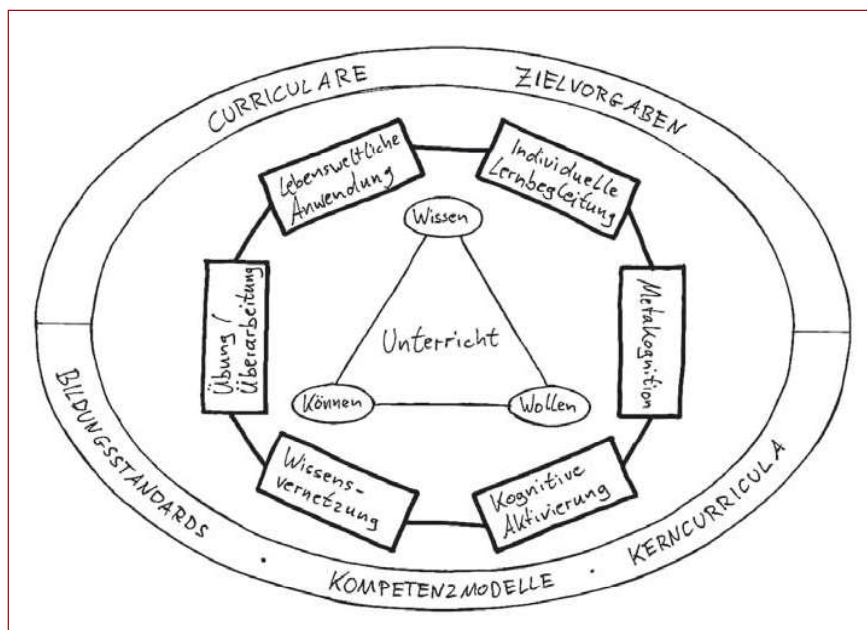 CURRICULARE ZIELVORGABEN
Lebensweltliche
Anwendung
Individuelle
Lernbegleitung
Wissen
Übung /
Überarbeitung
Unterricht
Metakognition
Können
Wollen
Wissens-
vernetzung
Kognitive
Aktivierung
BILDUNGSSTANDARDS · KOMPETENZMODELLE · KERNCURRICULA